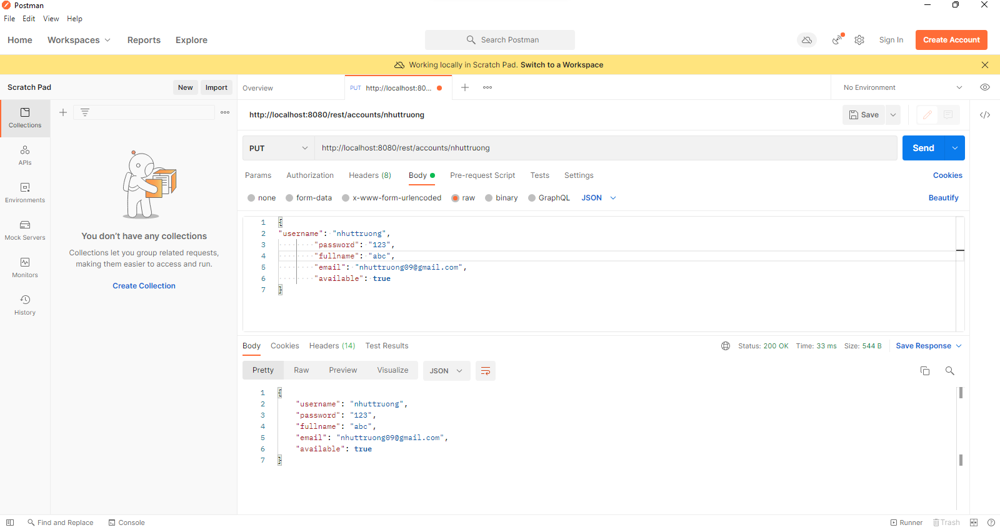 Postman
File Edit View Help
Home Workspaces Reports Explore Search Postman Sign In Create Account
Working locally in Scratch Pad. Switch to a Workspace
Scratch Pad New Import Overview PUT http://localhost:80... No Environment
http://localhost:8080/rest/accounts/nhuttruong Save
Collections
PUT http://localhost:8080/rest/accounts/nhuttruong Send
APIs
Params Authorization Headers (8) Body Pre-request Script Tests Settings Cookies
Environments
none form-data x-www-form-urlencoded raw binary GraphQL JSON Beautify
Mock Servers
Monitors
History
You don't have any collections
Collections let you group related requests,
making them easier to access and run.
Create Collection
1 {
2 "username": "nhuttruong",
3 "password": "123",
4 "fullname": "abc",
5 "email": "nhuttruong09@gmail.com",
6 "available": true
7 }
Body Cookies Headers (14) Test Results Status: 200 OK Time: 33 ms Size: 544 B Save Response
Pretty Raw Preview Visualize JSON
1 {
2 "username": "nhuttruong",
3 "password": "123",
4 "fullname": "abc",
5 "email": "nhuttruong09@gmail.com",
6 "available": true
7 }
Find and Replace Console Runner Trash